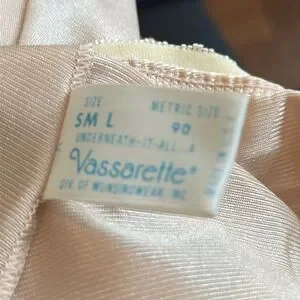 SIZE METRIC SIZE
SM L 90
UNDERNEATH-IT-ALL A
Vassarette®
DIV OF MUNSINGWEAR, INC